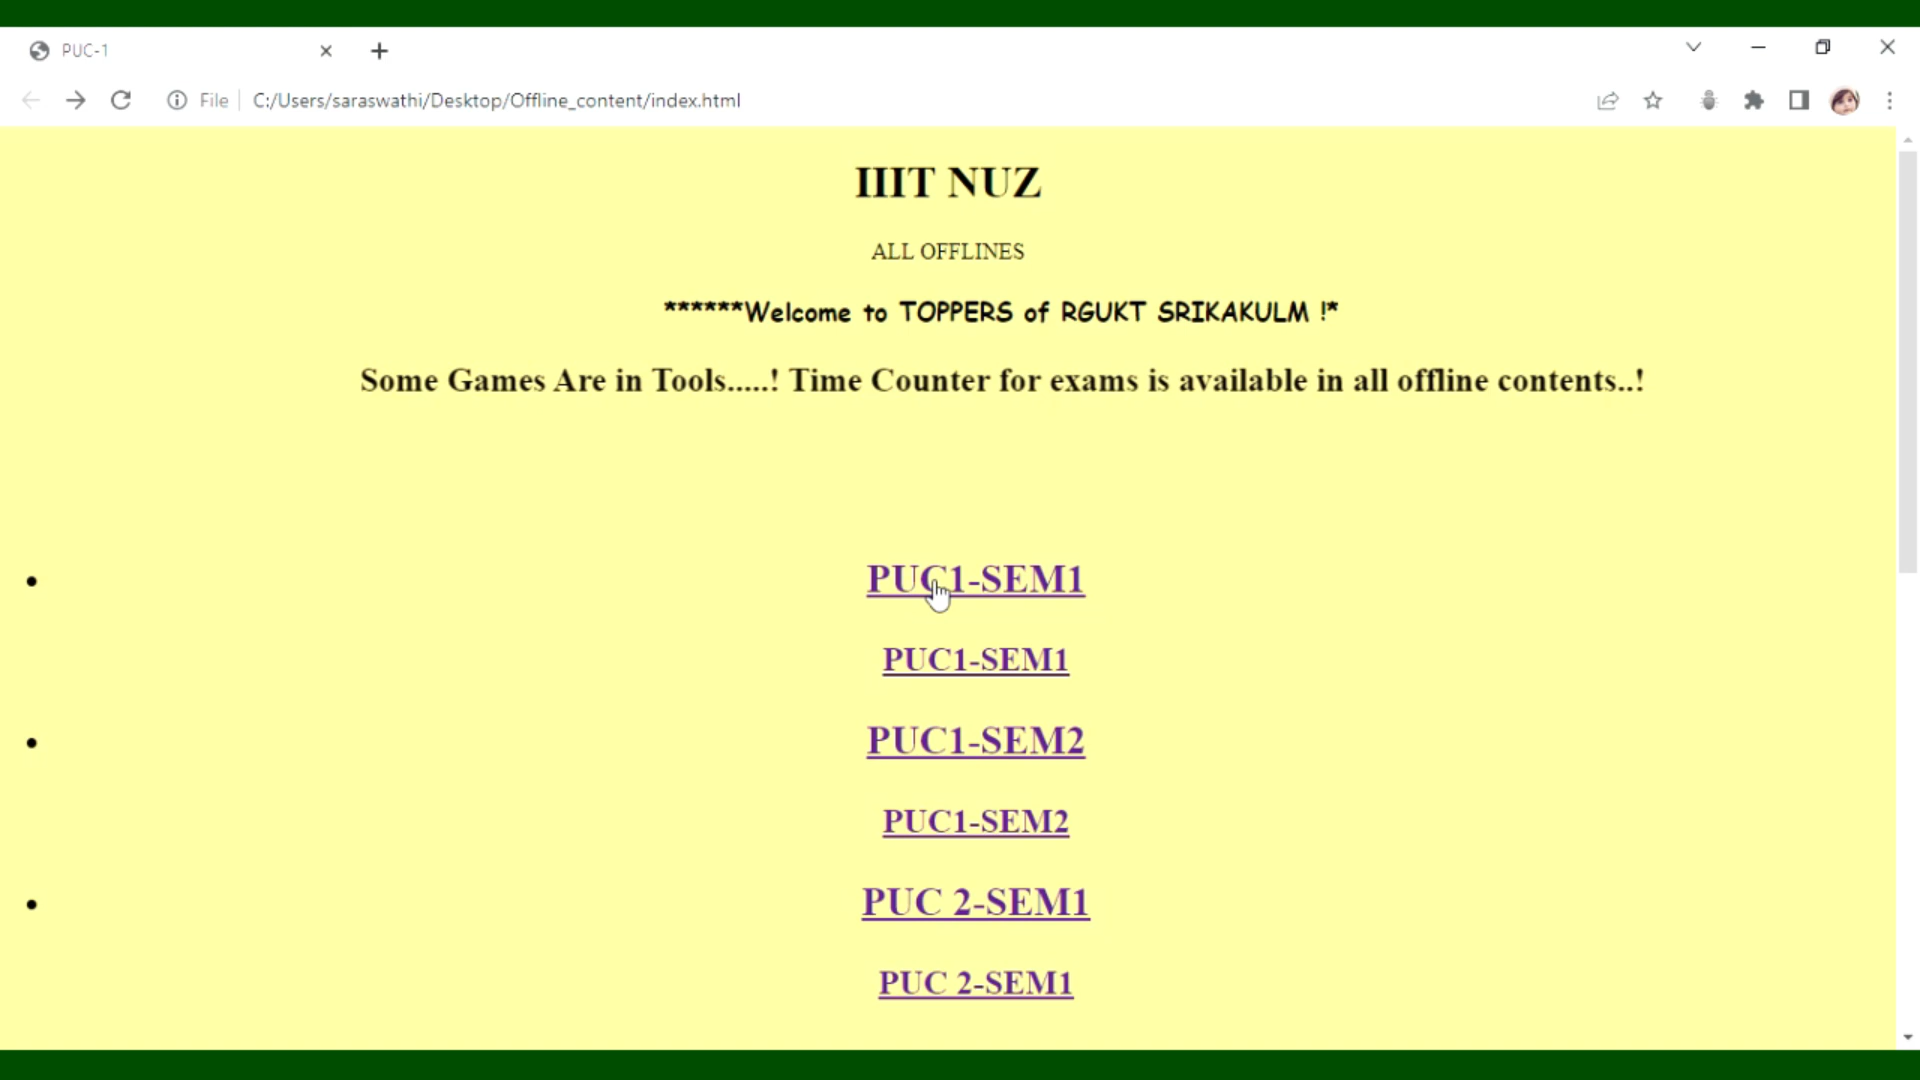 PUC-1
File
C:/Users/saraswathi/Desktop/Offline_content/index.html
IIIT NUZ
ALL OFFLINES
******Welcome to TOPPERS of RGUKT SRIKAKULM !*
Some Games Are in Tools.....! Time Counter for exams is available in all offline contents..!
PUC1-SEM1
PUC1-SEM1
PUC1-SEM2
PUC1-SEM2
PUC 2-SEM1
PUC 2-SEM1